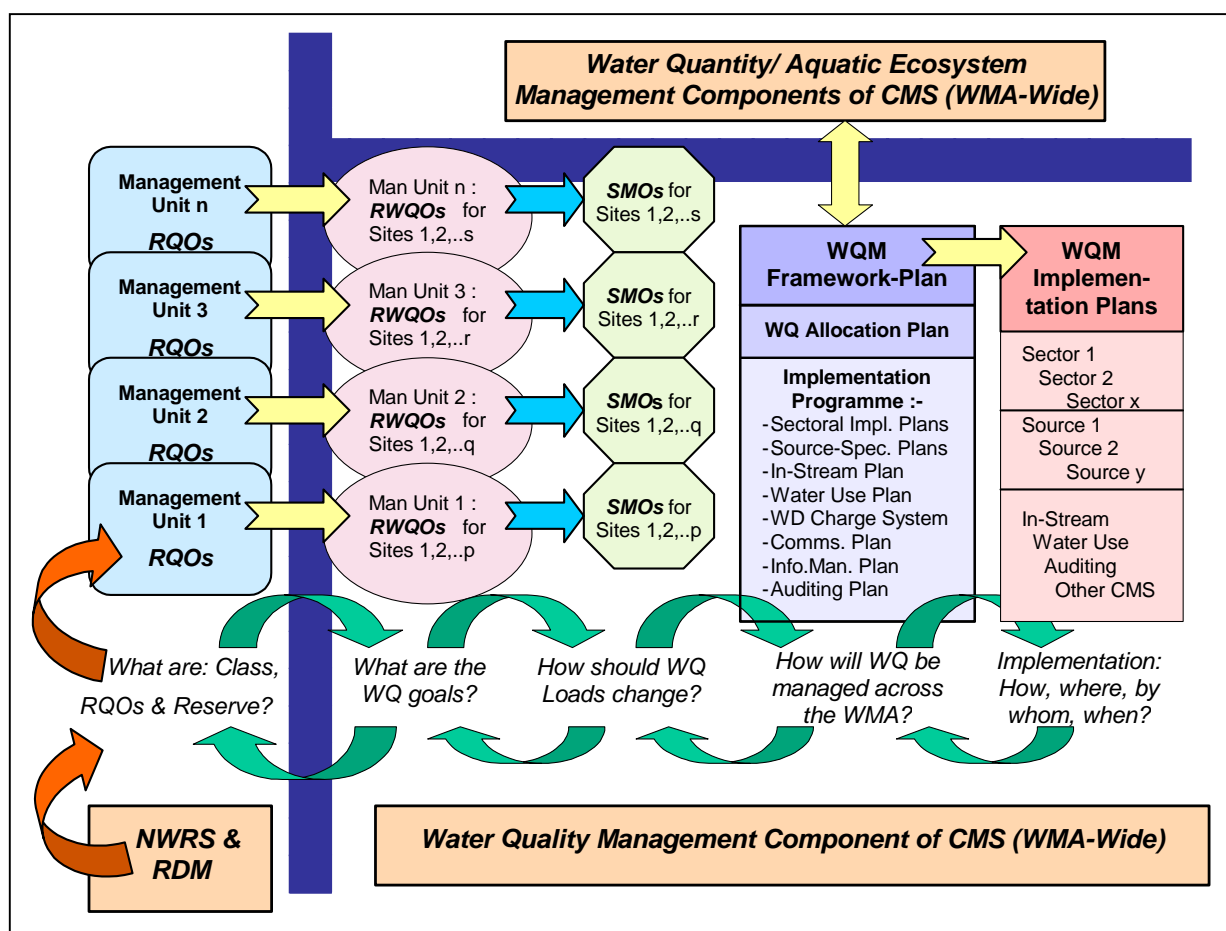 Water Quantity/ Aquatic Ecosystem
Management Components of CMS (WMA-Wide)
Management
Unit n
RQOs
Man Unit n :
RWQOs for
Sites 1,2,..s
SMOs for
Sites 1,2,..s
Management
Unit 3
RQOs
Man Unit 3 :
RWQOs for
Sites 1,2,..r
SMOs for
Sites 1,2,..r
Management
Unit 2
RQOs
Man Unit 2 :
RWQOs for
Sites 1,2,..q
SMOs for
Sites 1,2,..q
Management
Unit 1
RQOs
Man Unit 1 :
RWQOs for
Sites 1,2,..p
SMOs for
Sites 1,2,..p
WQM
Framework-Plan
WQ Allocation Plan
Implementation
Programme :-
-Sectoral Impl. Plans
-Source-Spec. Plans
-In-Stream Plan
-Water Use Plan
-WD Charge System
-Comms. Plan
-Info.Man. Plan
-Auditing Plan
WQM
Implemen-
tation Plans
Sector 1
Sector 2
Sector x
Source 1
Source 2
Source y
In-Stream
Water Use
Auditing
Other CMS
What are: Class,
RQOs & Reserve?
What are the
WQ goals?
How should WQ
Loads change?
How will WQ be
managed across
the WMA?
Implementation:
How, where, by
whom, when?
NWRS &
RDM
Water Quality Management Component of CMS (WMA-Wide)